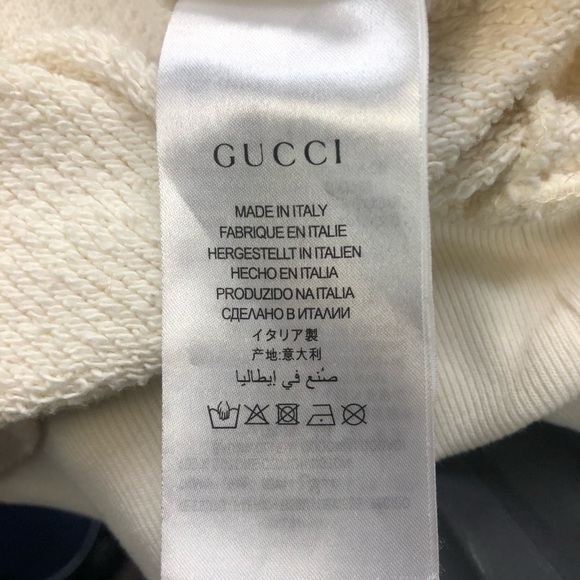 GUCCI
MADE IN ITALY
FABRIQUE EN ITALIE
HERGESTELLT IN ITALIEN
HECHO EN ITALIA
PRODUZIDO NA ITALIA
СДЕЛАНО В ИТАЛИИ
イタリア製
产地:意大利
صُنع في إيطاليا